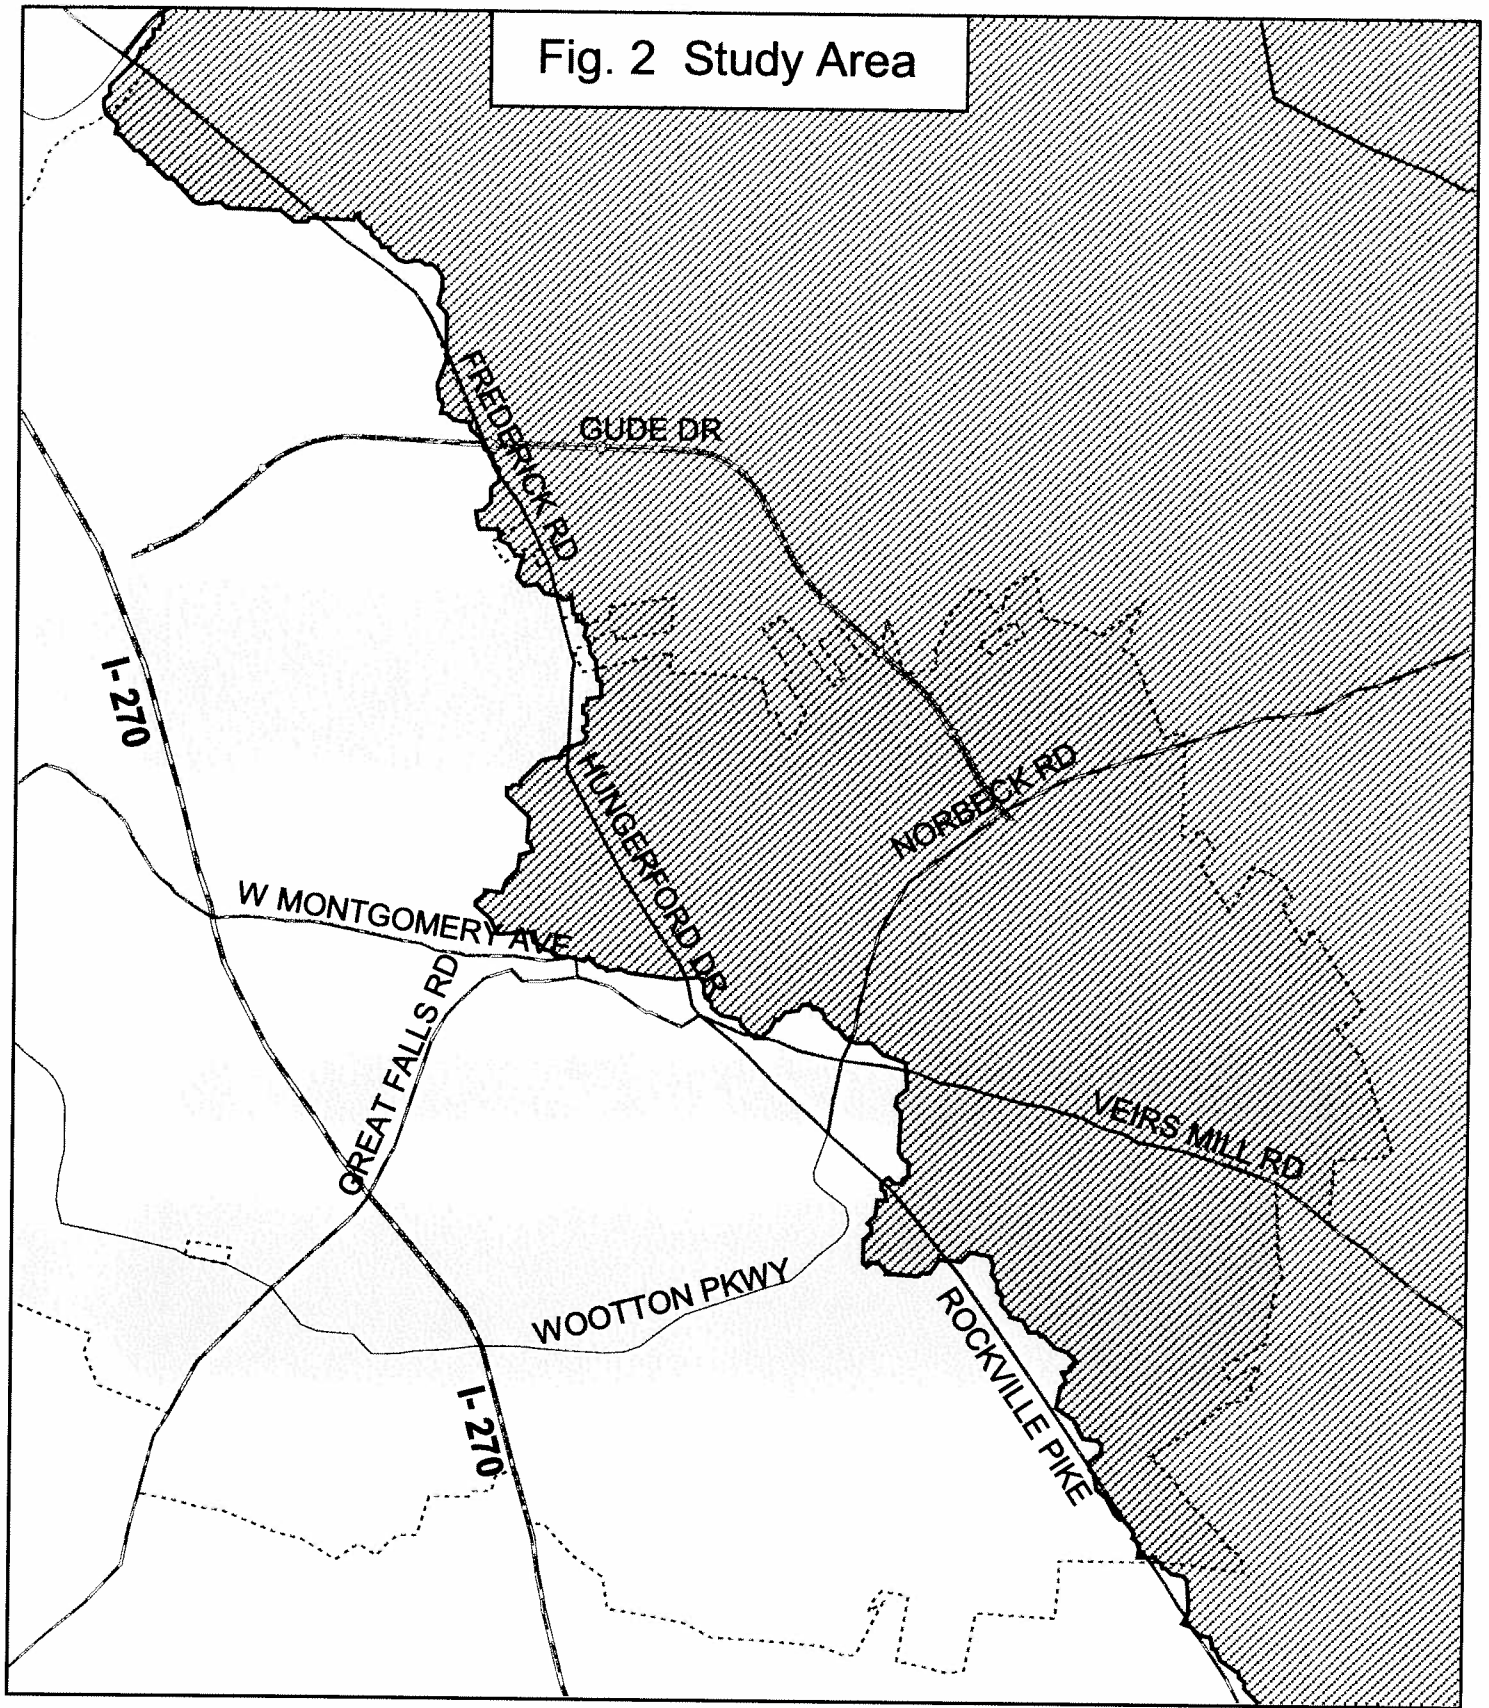 Fig. 2 Study Area
FREDERICK RD
GUDE DR
I-270
HUNGERFORD DR
NORBECK RD
W MONTGOMERY AVE
GREAT FALLS RD
VEIRS MILL RD
WOOTTON PKWY
ROCKVILLE PIKE
I-270